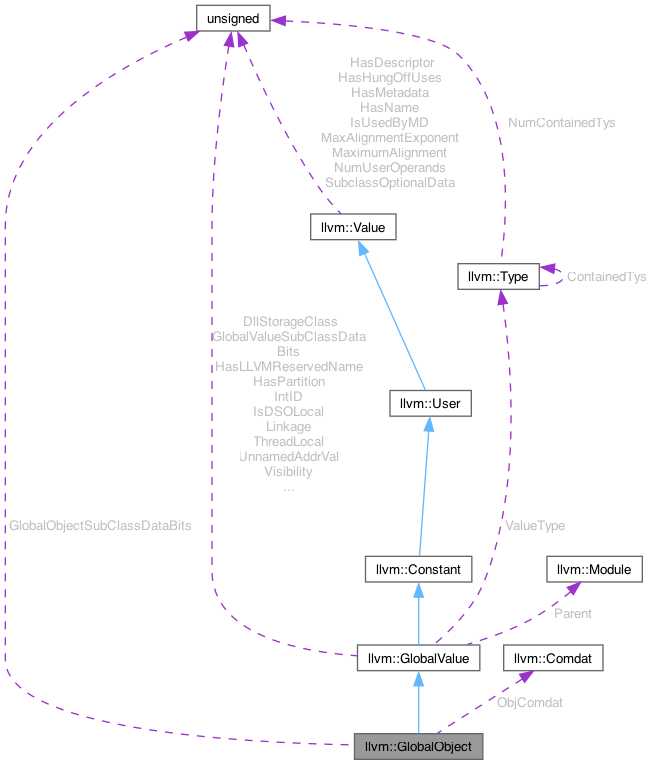 unsigned
HasDescriptor
HasHungOffUses
HasMetadata
HasName
IsUsedByMD
MaxAlignmentExponent
MaximumAlignment
NumUserOperands
SubclassOptionalData
NumContainedTys
llvm::Value
llvm::Type
ContainedTys
DllStorageClass
GlobalValueSubClassData
Bits
HasLLVMReservedName
HasPartition
IntID
IsDSOLocal
Linkage
ThreadLocal
UnnamedAddrVal
Visibility
...
llvm::User
GlobalObjectSubClassDataBits
ValueType
llvm::Constant
llvm::Module
Parent
llvm::GlobalValue
llvm::Comdat
ObjComdat
llvm::GlobalObject